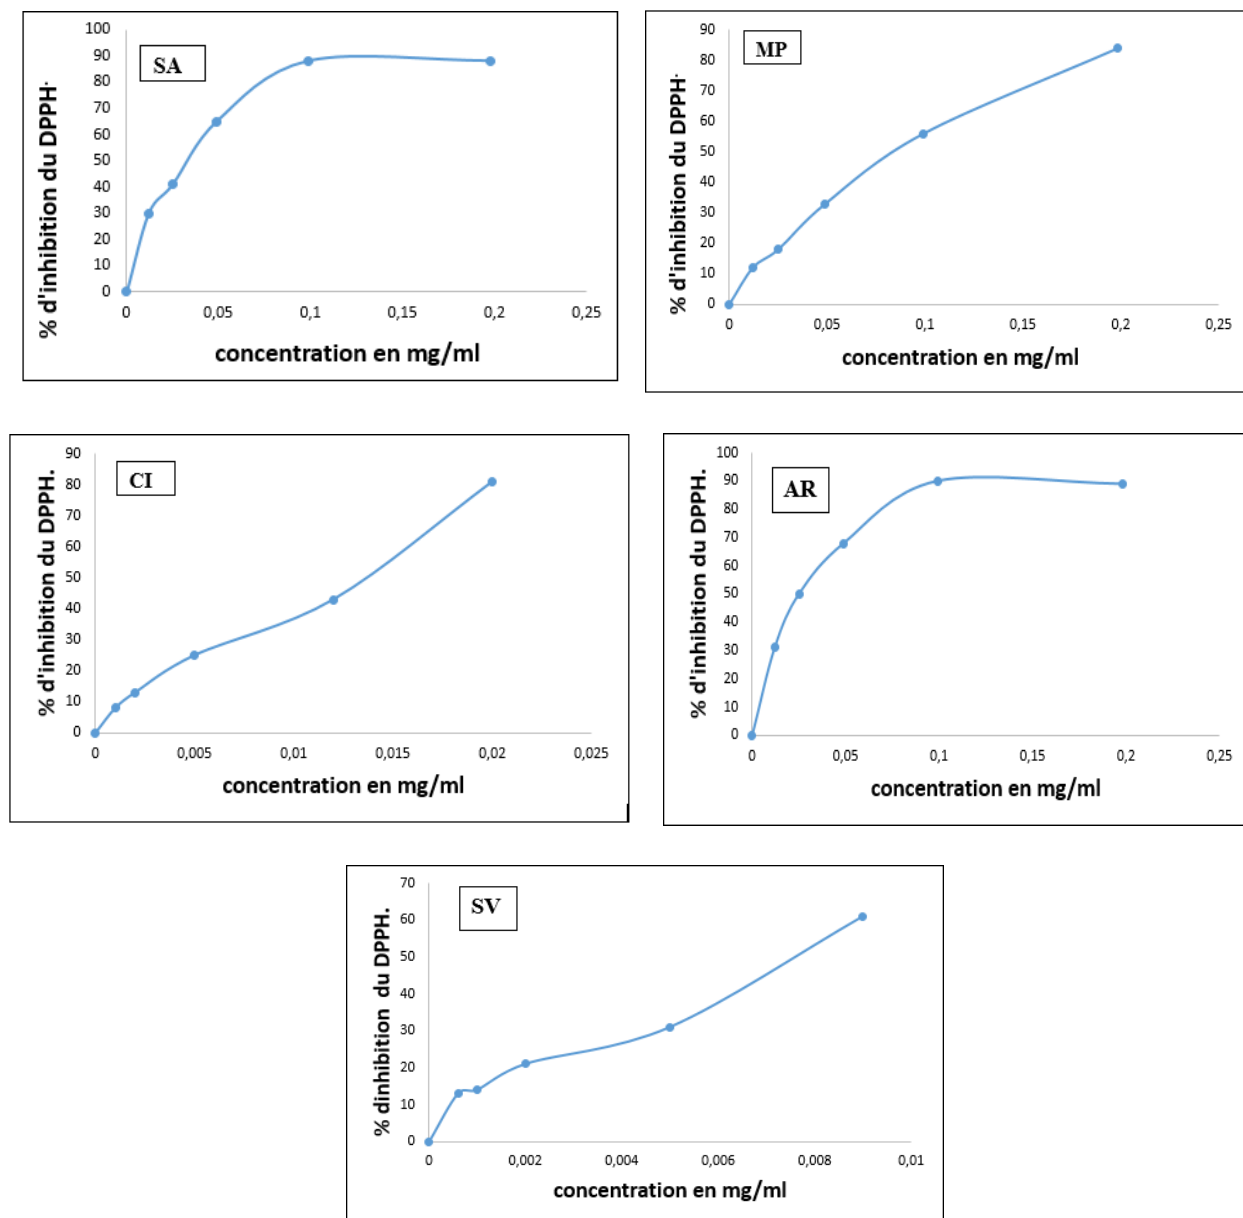 SA
% d'inhibition du DPPH·
100
90
80
70
60
50
40
30
20
10
0
0 0,05 0,1 0,15 0,2 0,25
concentration en mg/ml
MP
% d'inhibition du DPPH·
90
80
70
60
50
40
30
20
10
0
0 0,05 0,1 0,15 0,2 0,25
concentration en mg/ml
CI
% d'inhibition du DPPH.
90
80
70
60
50
40
30
20
10
0
0 0,005 0,01 0,015 0,02 0,025
concentration en mg/ml
AR
% d'inhibition du DPPH.
100
90
80
70
60
50
40
30
20
10
0
0 0,05 0,1 0,15 0,2 0,25
concentration en mg/ml
SV
% dinhibition du DPPH.
70
60
50
40
30
20
10
0
0 0,002 0,004 0,006 0,008 0,01
concentration en mg/ml